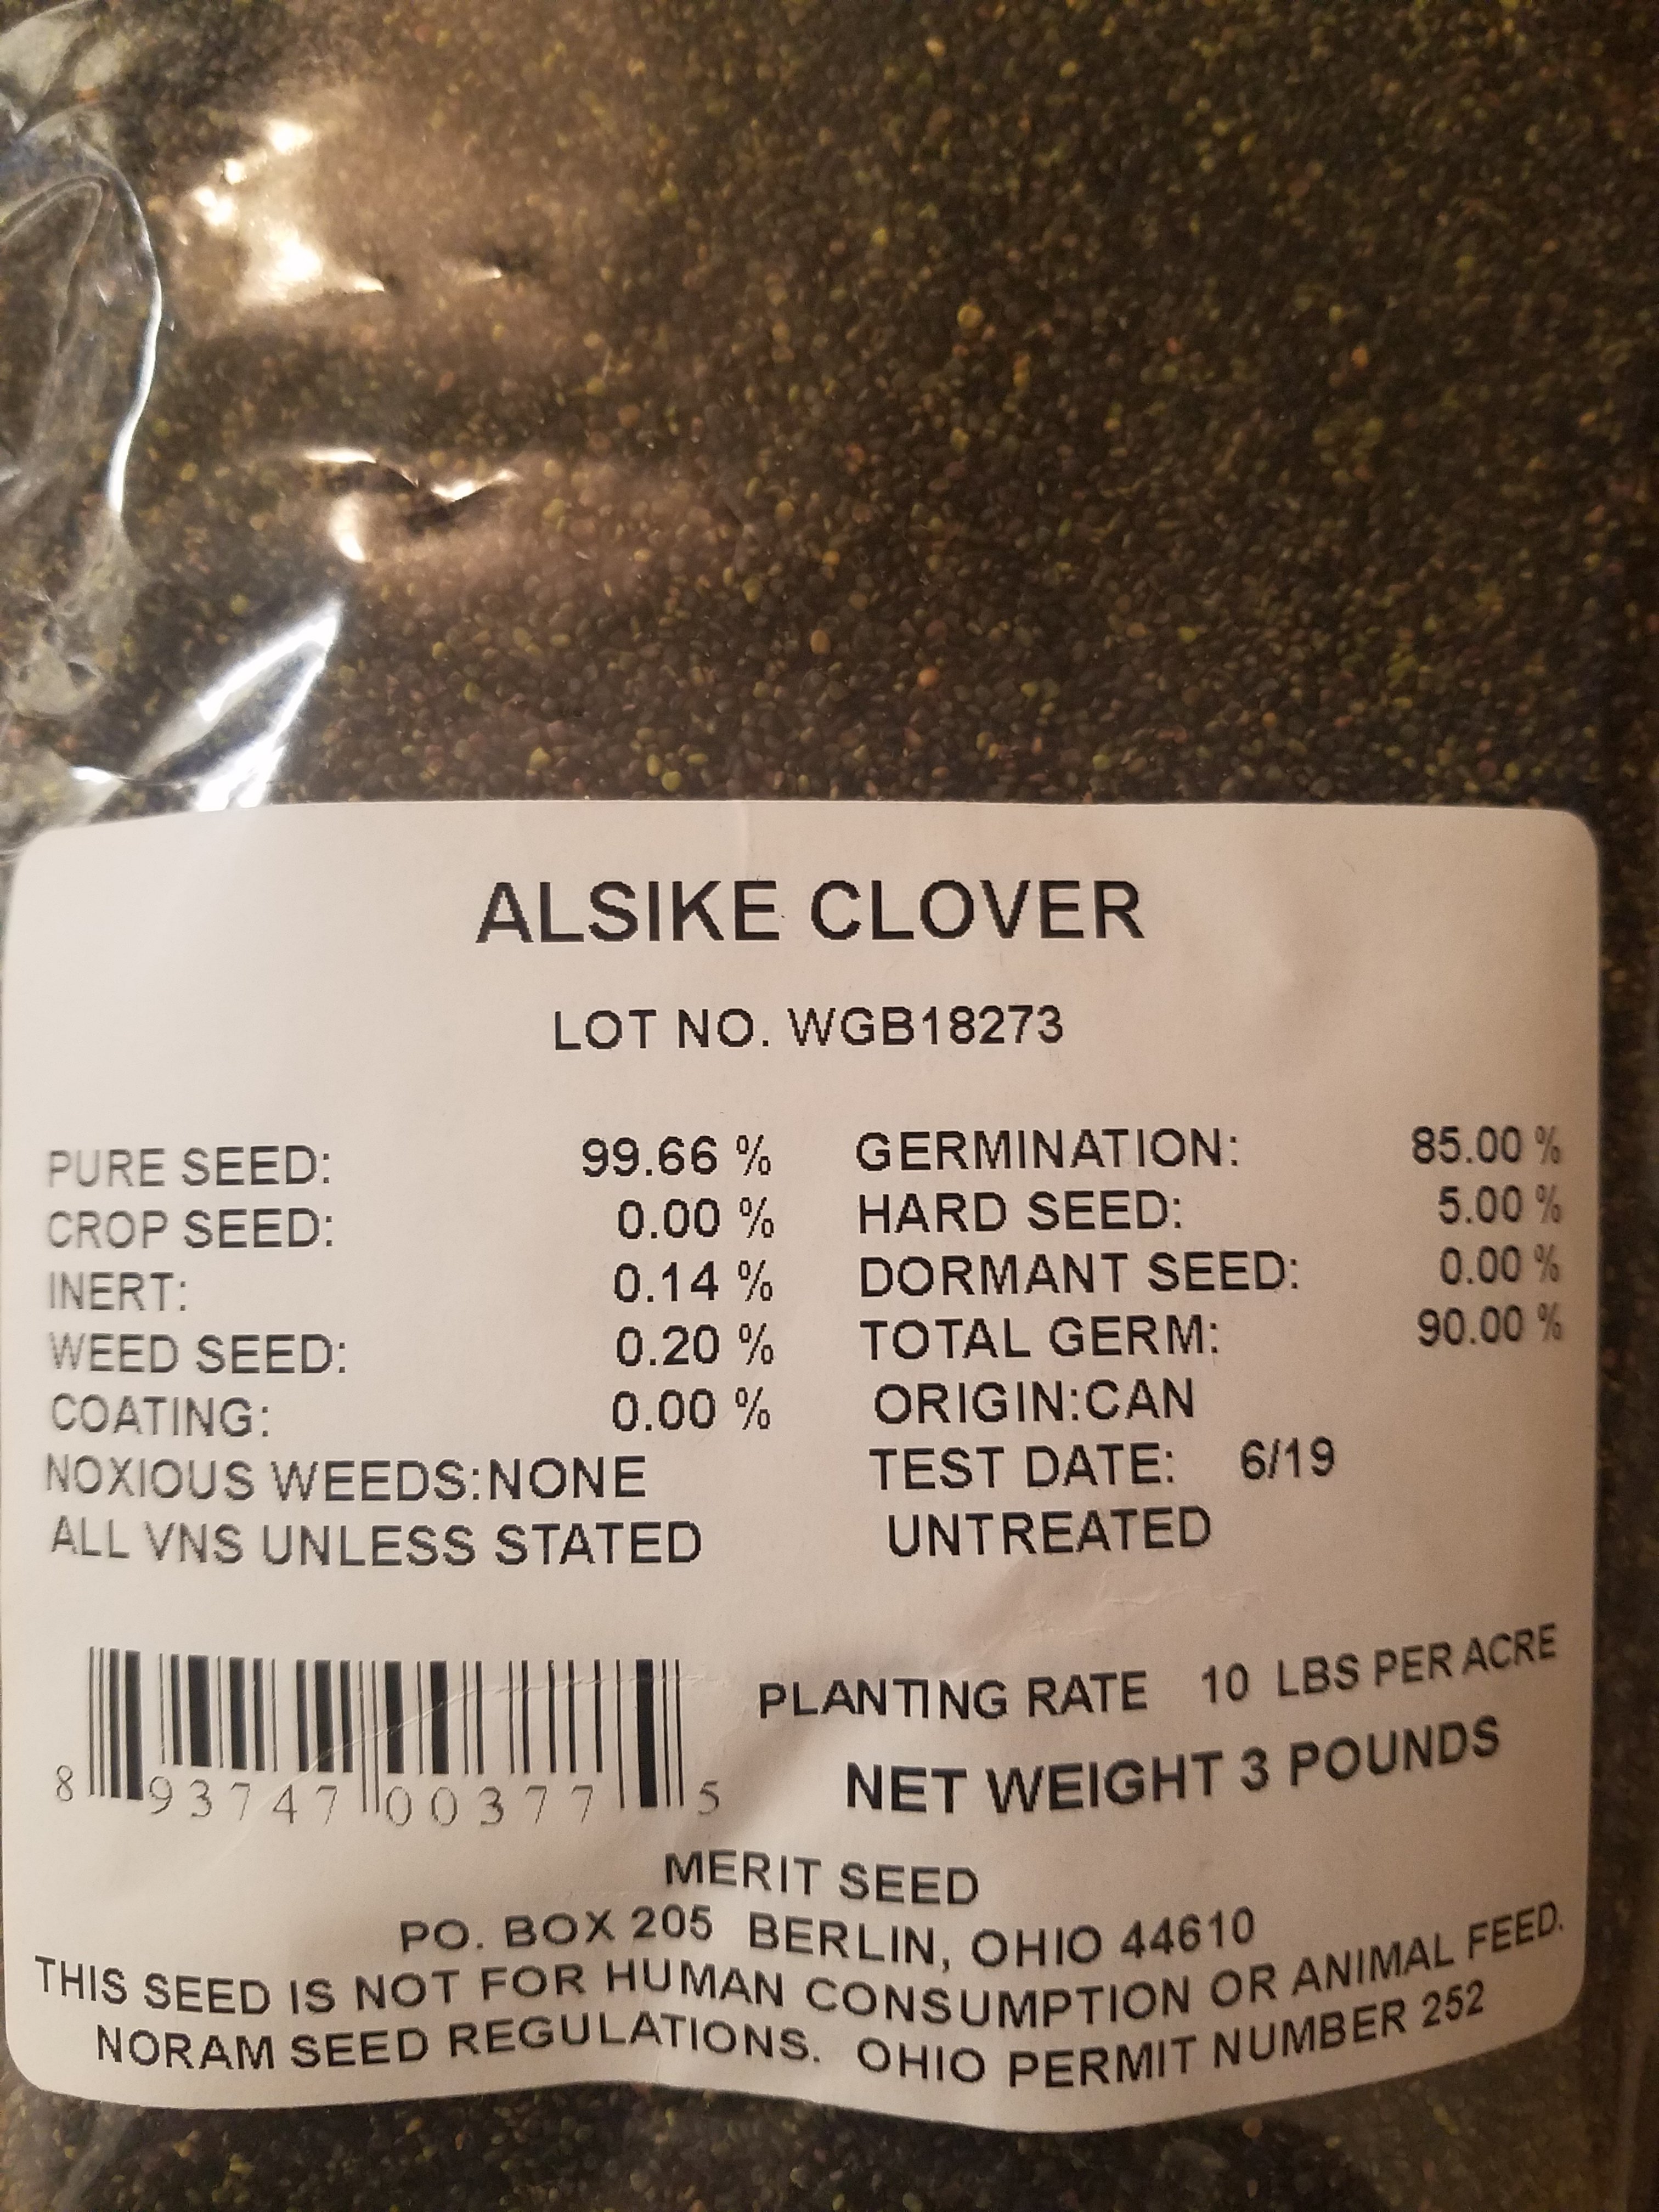 ALSIKE CLOVER
LOT NO. WGB18273
PURE SEED: 99.66 % GERMINATION: 85.00 %
CROP SEED: 0.00 % HARD SEED: 5.00 %
INERT: 0.14 % DORMANT SEED: 0.00 %
WEED SEED: 0.20 % TOTAL GERM: 90.00 %
COATING: 0.00 % ORIGIN:CAN
NOXIOUS WEEDS:NONE TEST DATE: 6/19
ALL VNS UNLESS STATED UNTREATED
PLANTING RATE 10 LBS PER ACRE
NET WEIGHT 3 POUNDS
8 93747 00377 5
MERIT SEED
PO. BOX 205 BERLIN, OHIO 44610
THIS SEED IS NOT FOR HUMAN CONSUMPTION OR ANIMAL FEED.
NORAM SEED REGULATIONS. OHIO PERMIT NUMBER 252